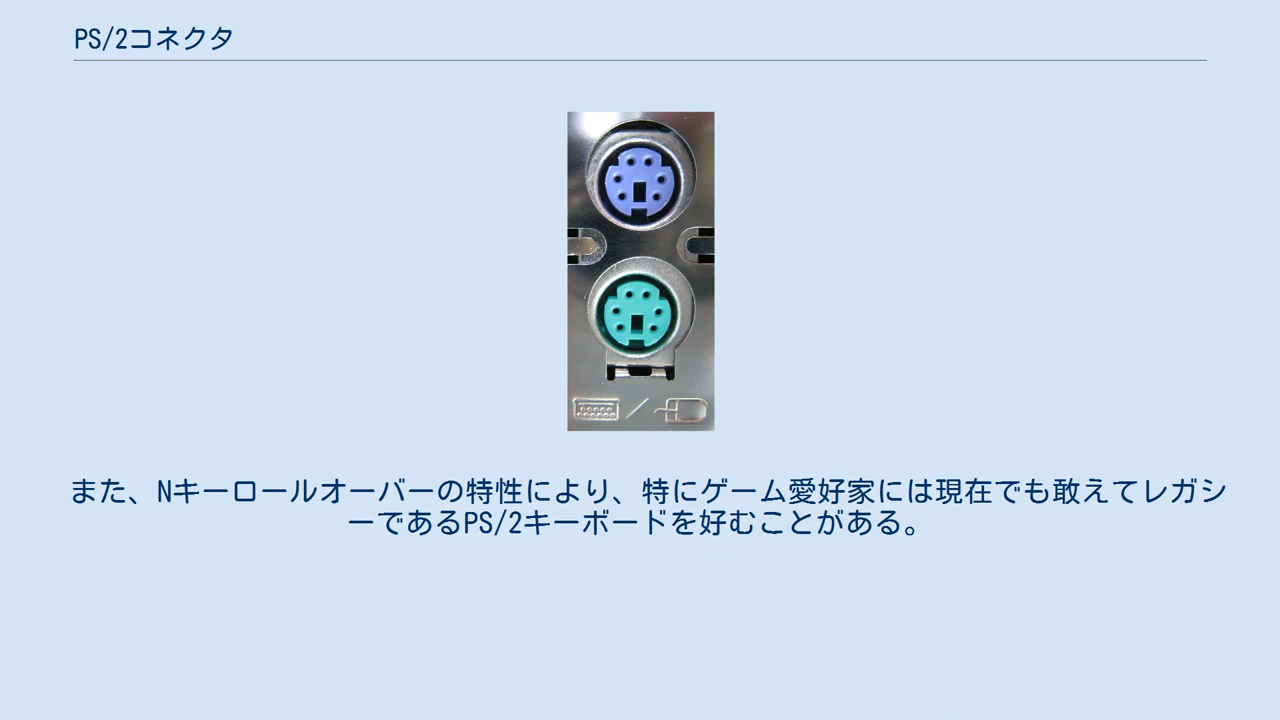 PS/2コネクタ
また、Nキーロールオーバーの特性により、特にゲーム愛好家には現在でも敢えてレガシ
ーであるPS/2キーボードを好むことがある。